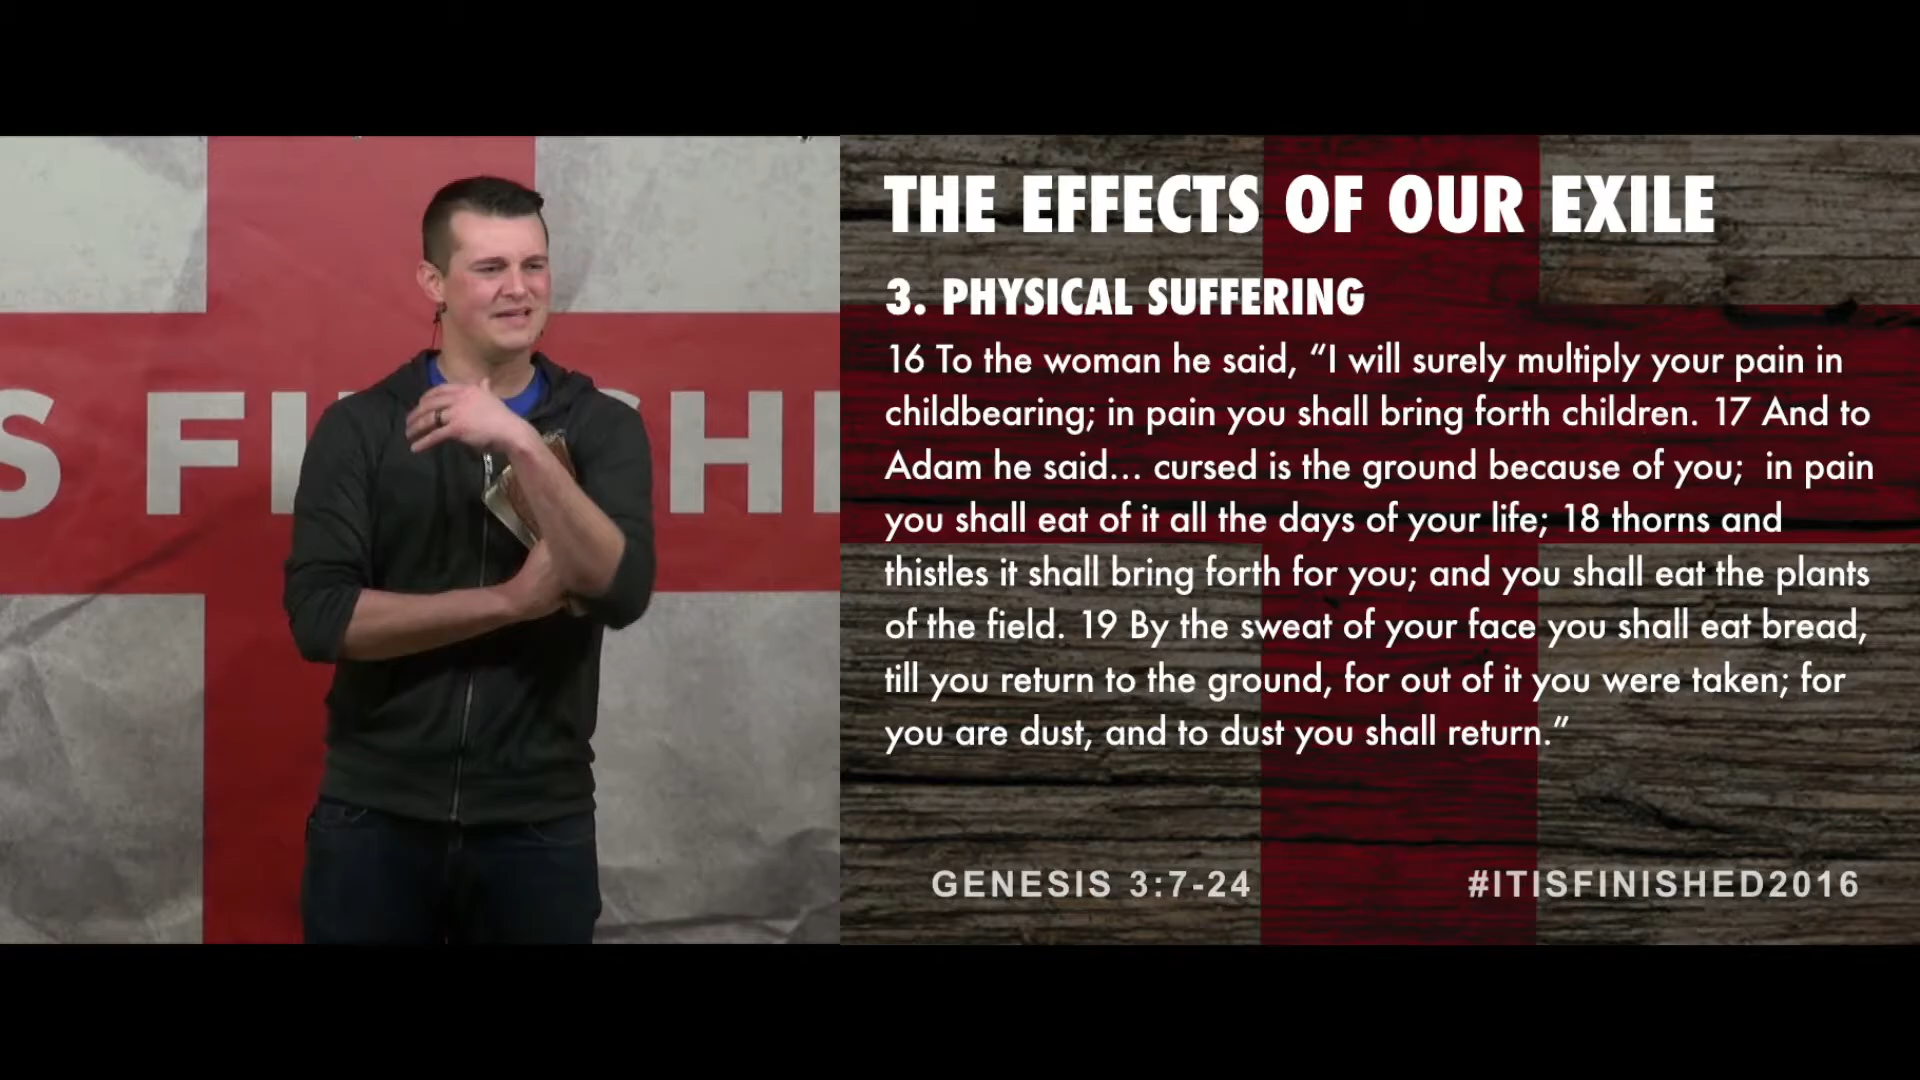 S FI SHI
THE EFFECTS OF OUR EXILE
3. PHYSICAL SUFFERING
16 To the woman he said, “I will surely multiply your pain in
childbearing; in pain you shall bring forth children. 17 And to
Adam he said... cursed is the ground because of you;  in pain
you shall eat of it all the days of your life; 18 thorns and
thistles it shall bring forth for you; and you shall eat the plants
of the field. 19 By the sweat of your face you shall eat bread,
till you return to the ground, for out of it you were taken; for
you are dust, and to dust you shall return.”
GENESIS 3:7-24
#ITISFINISHED2016